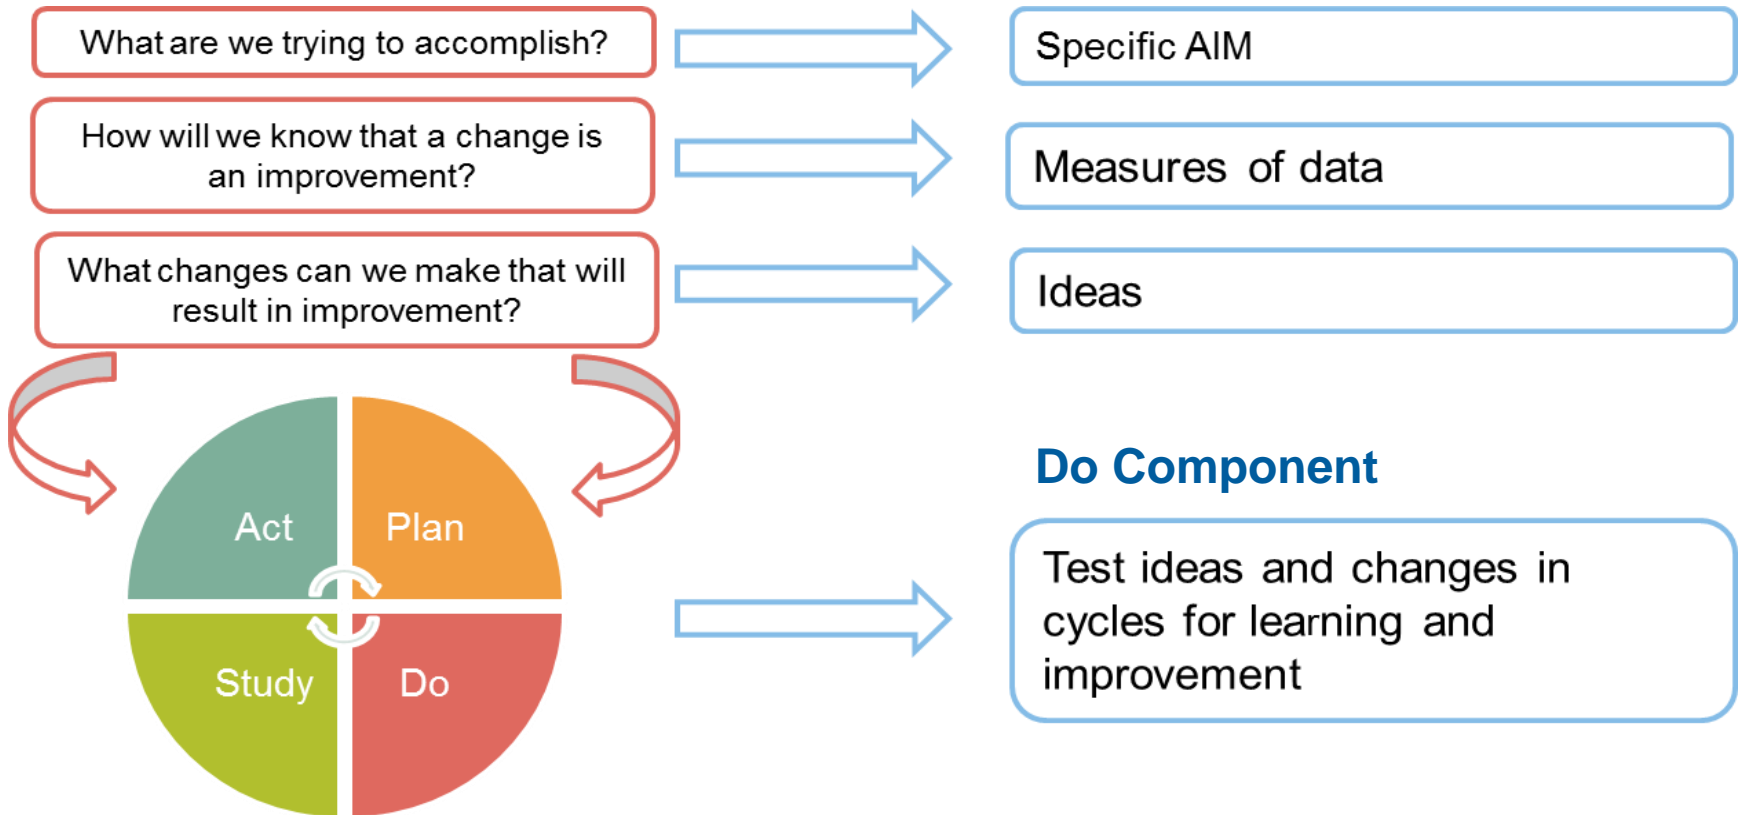 What are we trying to accomplish?
Specific AIM
How will we know that a change is
an improvement?
Measures of data
What changes can we make that will
result in improvement?
Ideas
Act
Plan
Study
Do
Do Component
Test ideas and changes in
cycles for learning and
improvement